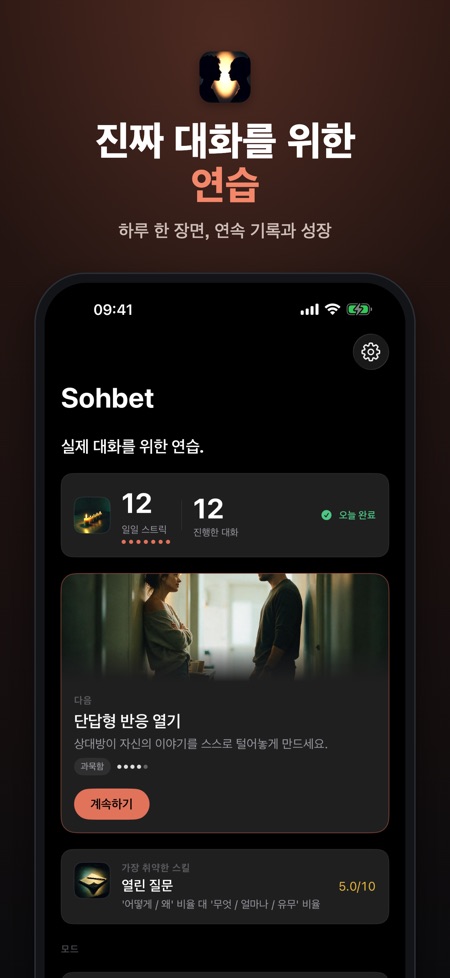 진짜 대화를 위한
연습
하루 한 장면, 연속 기록과 성장
09:41
Sohbet
실제 대화를 위한 연습.
12
일일 스트릭
12
진행한 대화
오늘 완료
다음
단답형 반응 열기
상대방이 자신의 이야기를 스스로 털어놓게 만드세요.
과묵함
계속하기
가장 취약한 스킬
열린 질문
5.0/10
'어떻게 / 왜' 비율 대 '무엇 / 얼마나 / 유무' 비율
모드